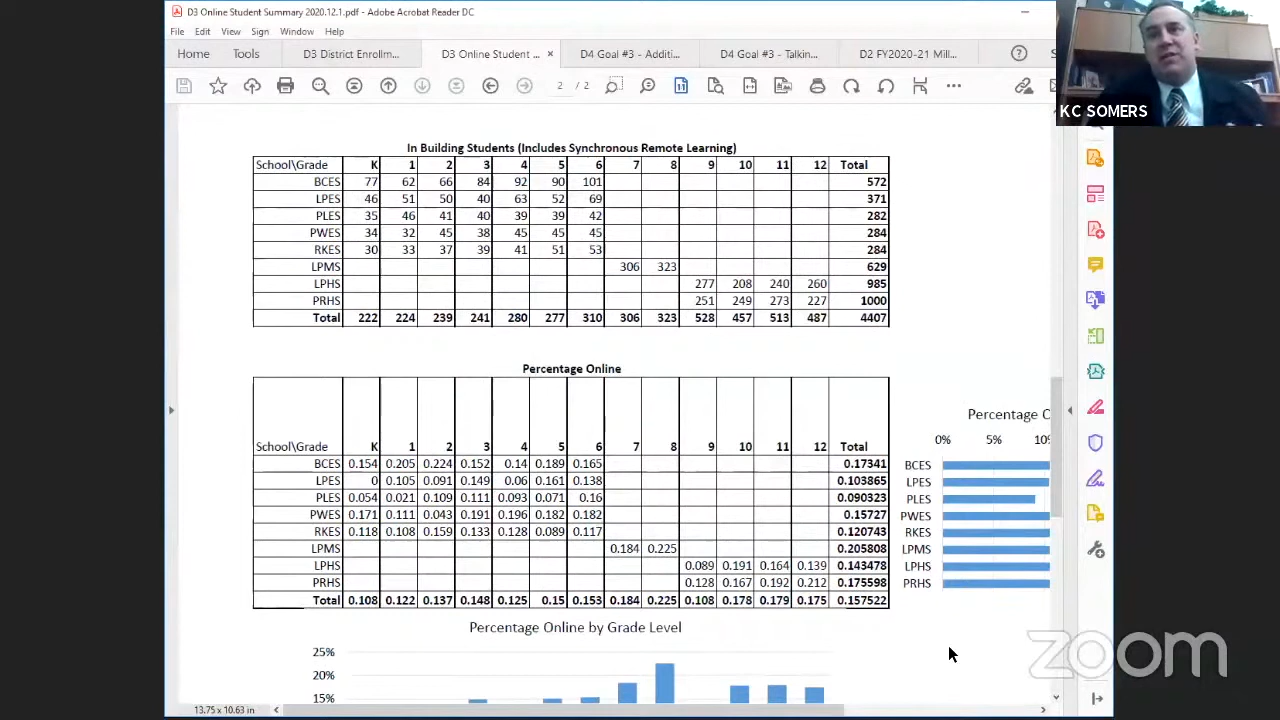 D3 Online Student Summary 2020.12.1.pdf - Adobe Acrobat Reader DC
File Edit View Sign Window Help
Home Tools D3 District Enrollm... D3 Online Student ... × D4 Goal #3 - Additi... D4 Goal #3 - Talkin... D2 FY2020-21 Mill...
2 / 2
KC SOMERS
In Building Students (Includes Synchronous Remote Learning)
School\Grade K 1 2 3 4 5 6 7 8 9 10 11 12 Total
BCES 77 62 66 84 92 90 101 572
LPES 46 51 50 40 63 52 69 371
PLES 35 46 41 40 39 39 42 282
PWES 34 32 45 38 45 45 45 284
RKES 30 33 37 39 41 51 53 284
LPMS 306 323 629
LPHS 277 208 240 260 985
PRHS 251 249 273 227 1000
Total 222 224 239 241 280 277 310 306 323 528 457 513 487 4407
Percentage Online
School\Grade K 1 2 3 4 5 6 7 8 9 10 11 12 Total
BCES 0.154 0.205 0.224 0.152 0.14 0.189 0.165 0.17341
LPES 0 0.205 0.091 0.149 0.06 0.161 0.138 0.103865
PLES 0.054 0.021 0.109 0.111 0.093 0.071 0.16 0.090323
PWES 0.171 0.111 0.043 0.191 0.196 0.182 0.182 0.15727
RKES 0.118 0.108 0.159 0.133 0.128 0.089 0.117 0.120743
LPMS 0.184 0.225 0.205808
LPHS 0.089 0.191 0.164 0.139 0.143478
PRHS 0.128 0.167 0.192 0.212 0.175598
Total 0.108 0.122 0.137 0.148 0.125 0.15 0.153 0.184 0.225 0.108 0.178 0.179 0.175 0.157522
Percentage O
0% 5% 10%
BCES
LPES
PLES
PWES
RKES
LPMS
LPHS
PRHS
Percentage Online by Grade Level
25%
20%
15%
zoom
13.75 x 10.63 in